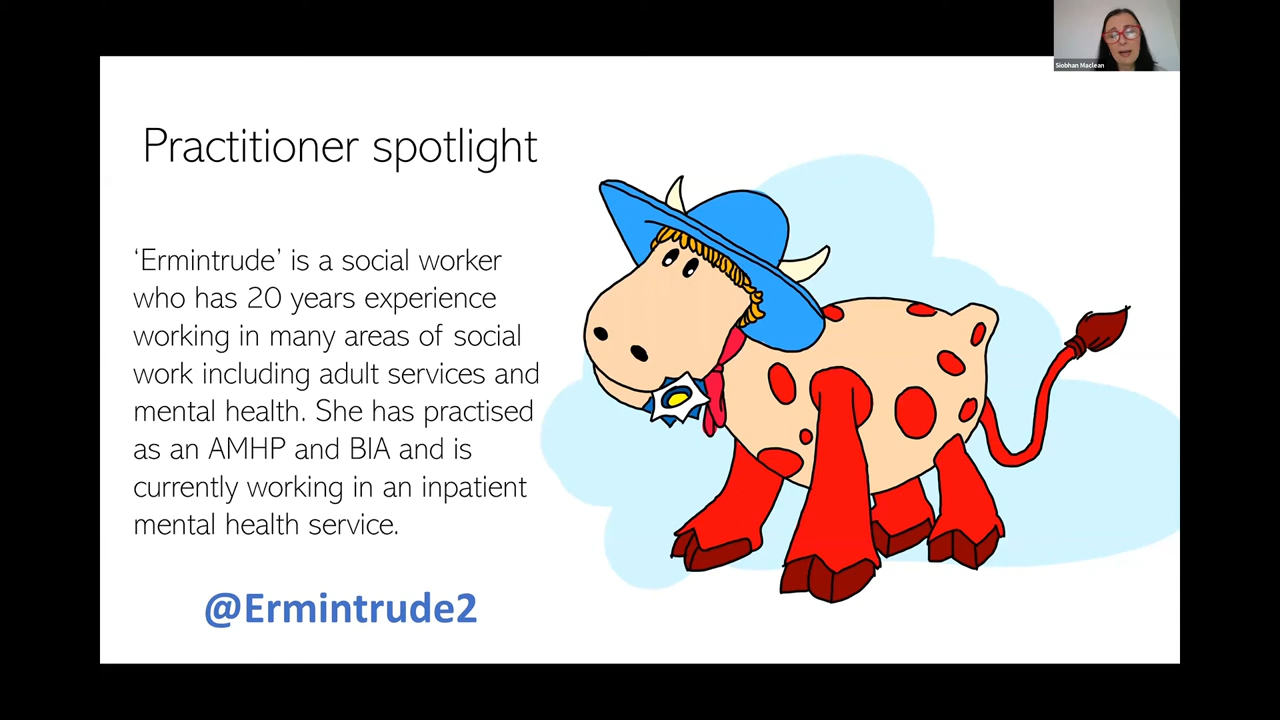 Siobhan Maclean
Practitioner spotlight
‘Ermintrude’ is a social worker
who has 20 years experience
working in many areas of social
work including adult services and
mental health. She has practised
as an AMHP and BIA and is
currently working in an inpatient
mental health service.
@Ermintrude2